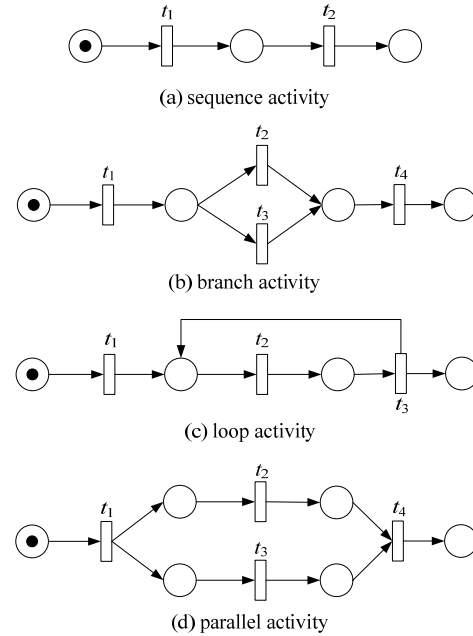 t1 t2
(a) sequence activity
t2
t1 t4
t3
(b) branch activity
t1 t2
t3
(c) loop activity
t2
t1 t4
t3
(d) parallel activity